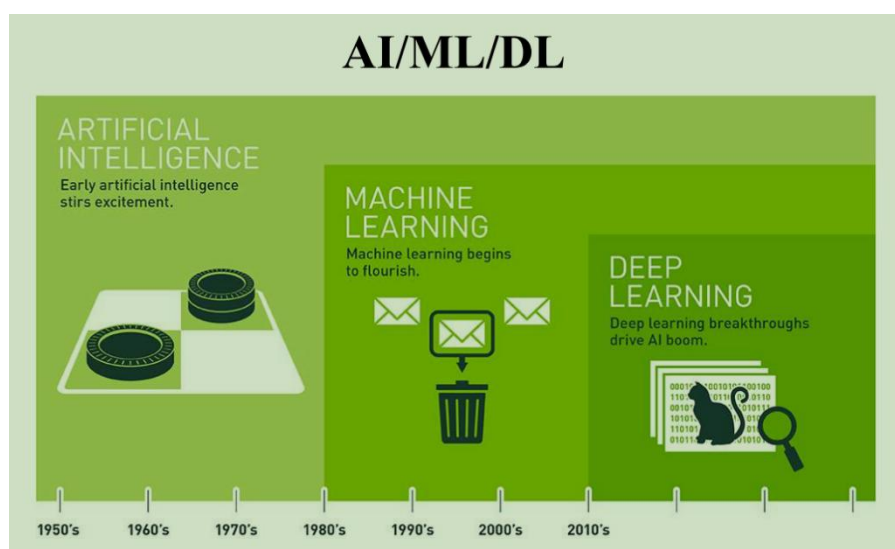 AI/ML/DL
ARTIFICIAL
INTELLIGENCE
Early artificial intelligence
stirs excitement.
MACHINE
LEARNING
Machine learning begins
to flourish.
DEEP
LEARNING
Deep learning breakthroughs
drive AI boom.
1950's 1960's 1970's 1980's 1990's 2000's 2010's